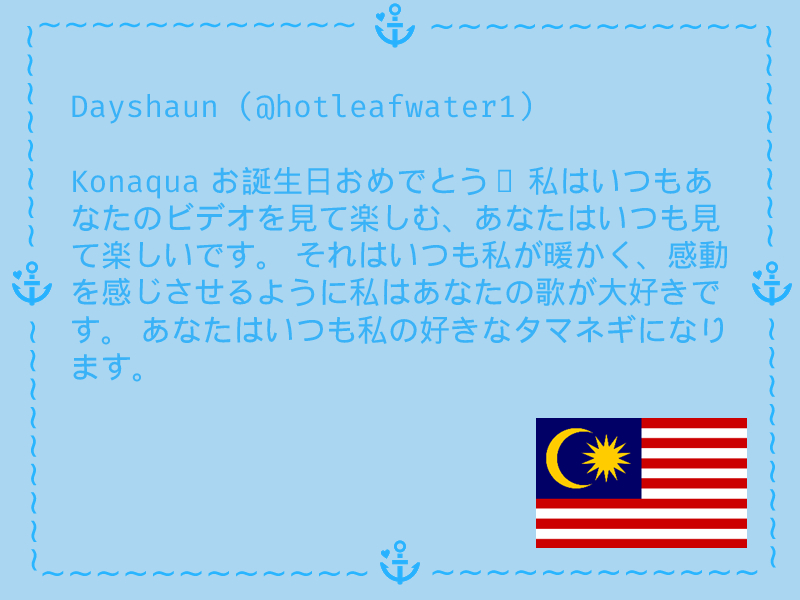 Dayshaun (@hotleafwater1)
Konaqua お誕生日おめでとう 私はいつもあ
なたのビデオを見て楽しむ、あなたはいつも見
て楽しいです。 それはいつも私が暖かく、感動
を感じさせるように私はあなたの歌が大好きで
す。 あなたはいつも私の好きなタマネギになり
ます。